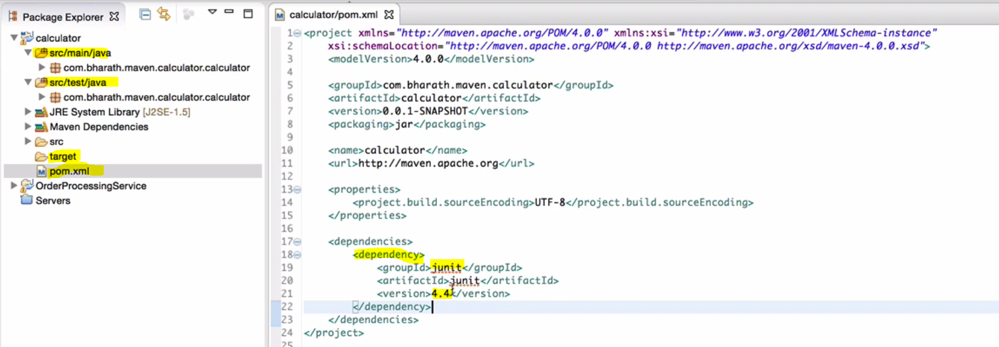 Package Explorer
calculator
src/main/java
com.bharath.maven.calculator.calculator
src/test/java
com.bharath.maven.calculator.calculator
JRE System Library [J2SE-1.5]
Maven Dependencies
src
target
pom.xml
OrderProcessingService
Servers
calculator/pom.xml
1 <project xmlns="http://maven.apache.org/POM/4.0.0" xmlns:xsi="http://www.w3.org/2001/XMLSchema-instance"
2 xsi:schemaLocation="http://maven.apache.org/POM/4.0.0 http://maven.apache.org/xsd/maven-4.0.0.xsd">
3 <modelVersion>4.0.0</modelVersion>
4
5 <groupId>com.bharath.maven.calculator</groupId>
6 <artifactId>calculator</artifactId>
7 <version>0.0.1-SNAPSHOT</version>
8 <packaging>jar</packaging>
9
10 <name>calculator</name>
11 <url>http://maven.apache.org</url>
12
13 <properties>
14 <project.build.sourceEncoding>UTF-8</project.build.sourceEncoding>
15 </properties>
16
17 <dependencies>
18 <dependency>
19 <groupId>junit</groupId>
20 <artifactId>junit</artifactId>
21 <version>4.4</version>
22 </dependency>
23 </dependencies>
24 </project>
25